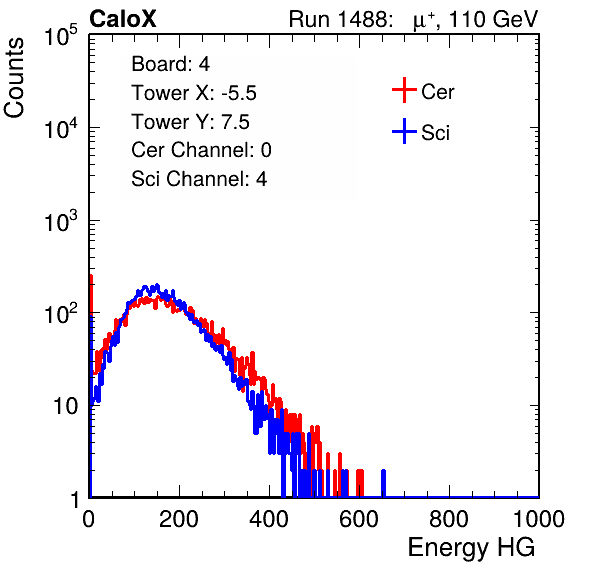 CaloX Run 1488: μ⁺, 110 GeV
Board: 4
Tower X: -5.5
Tower Y: 7.5
Cer Channel: 0
Sci Channel: 4
Cer
Sci
Counts
10⁵
10⁴
10³
10²
10
1
0 200 400 600 800 1000
Energy HG